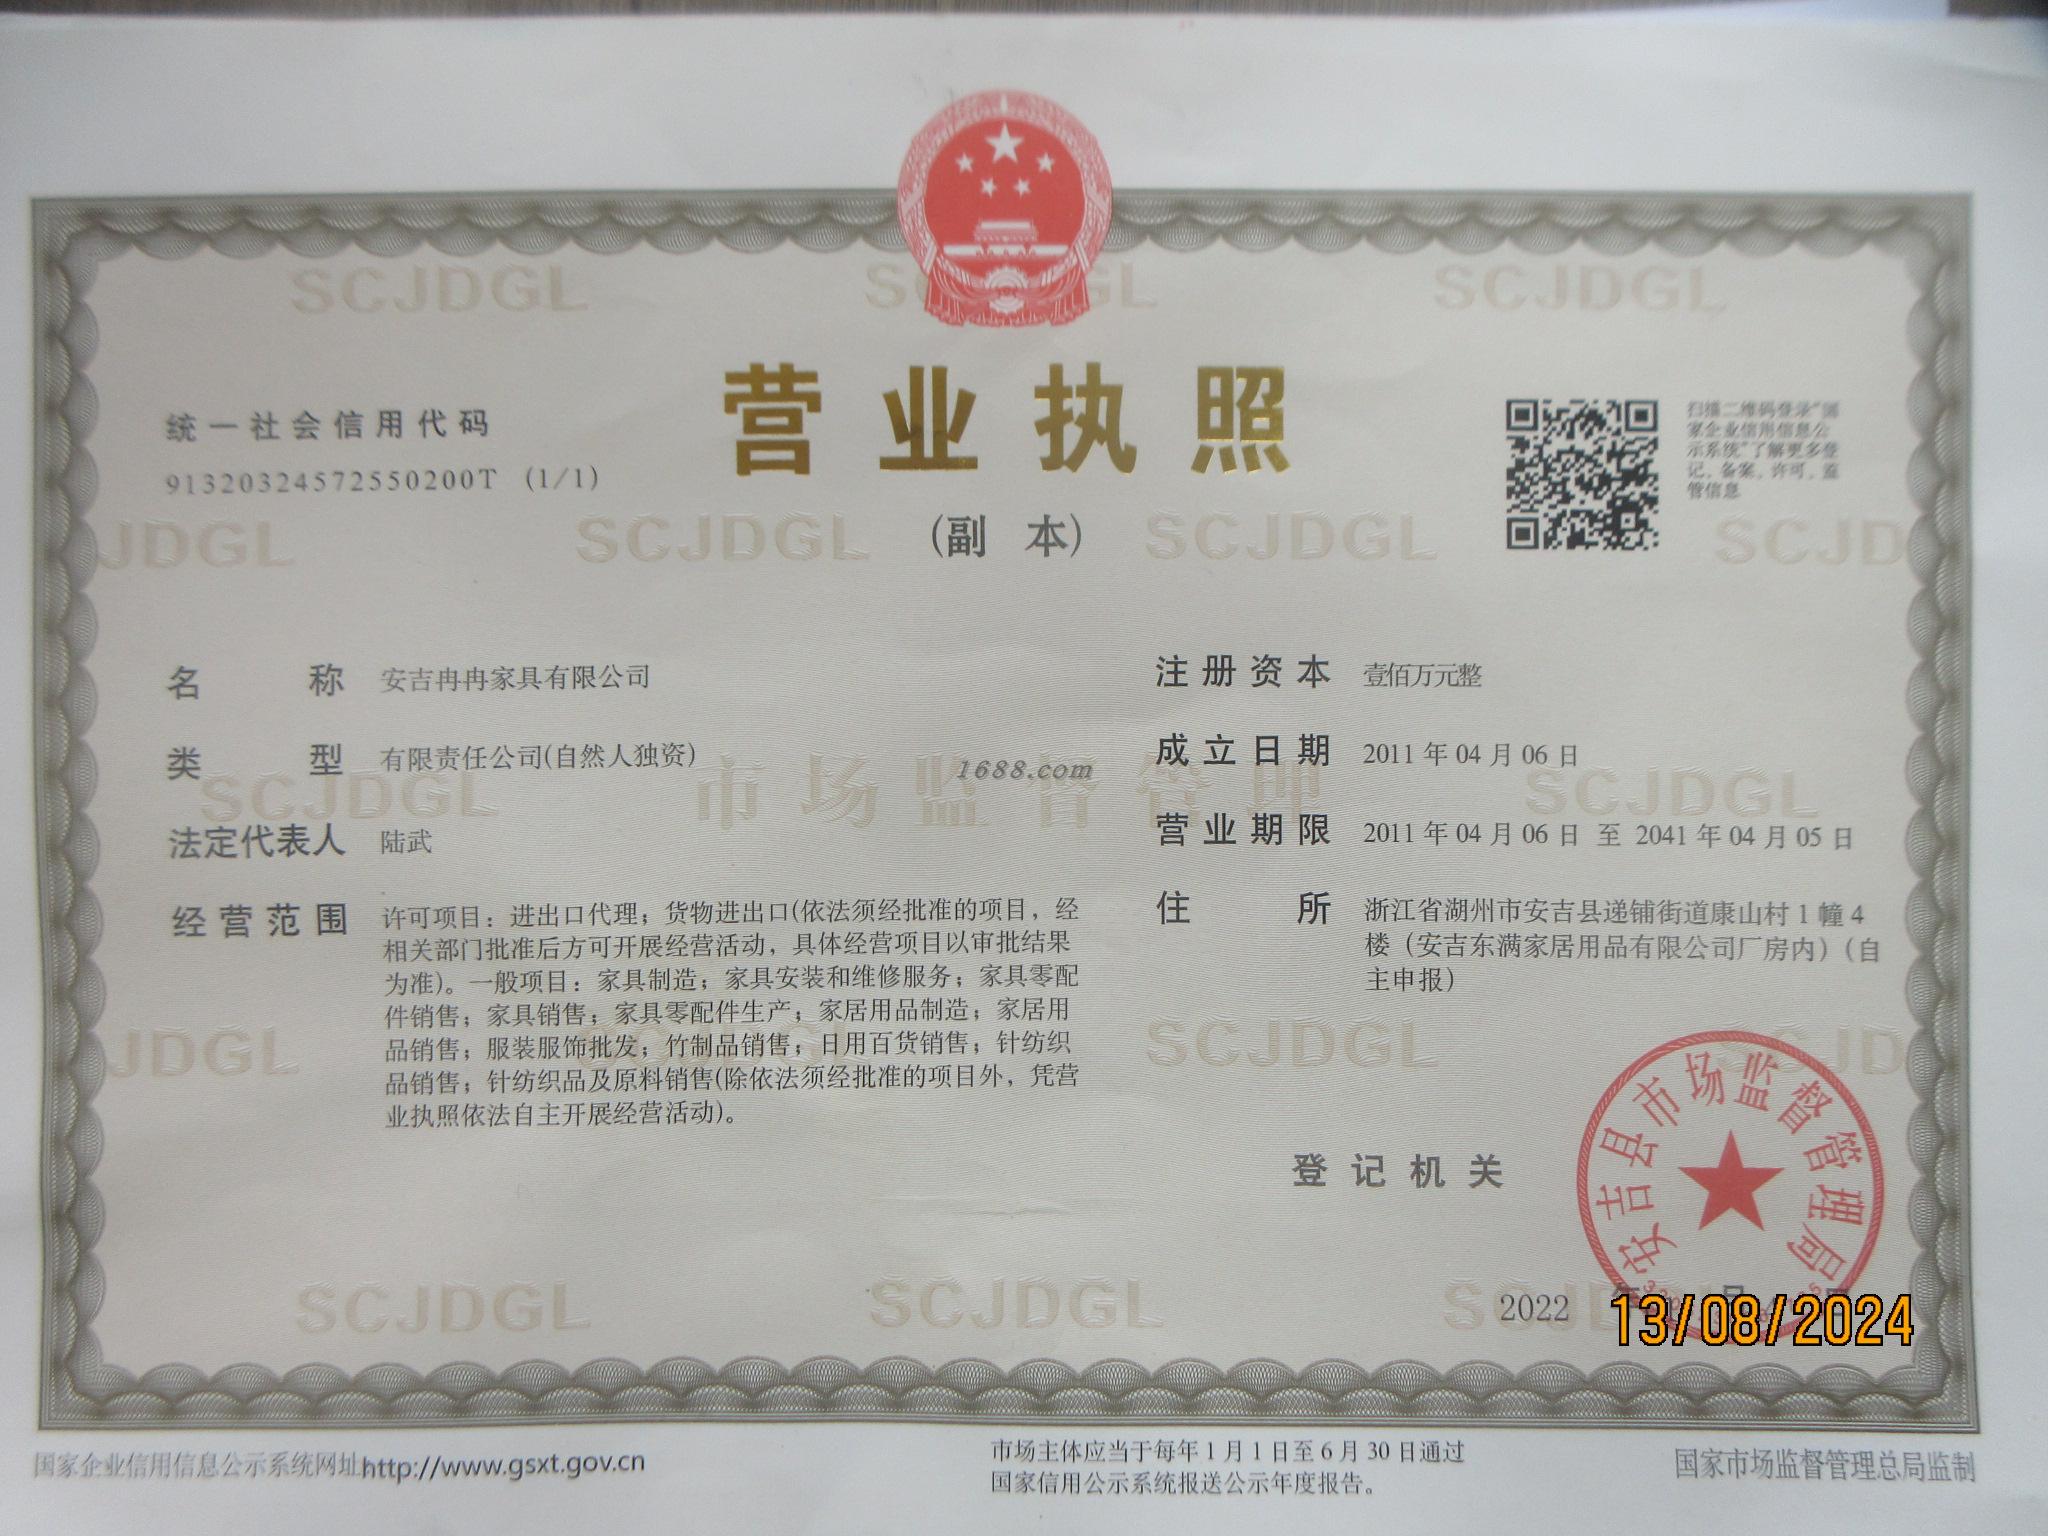 SCJDGL
SCJDGL
营业执照
统一社会信用代码
91320324572550200T (1/1)
(副 本)
扫描二维码登录"国
家企业信用信息公
示系统"了解更多登
记、备案、许可、监
管信息
JDGL
SCJDGL
SCJDGL
SCJD
名 称 安吉冉冉家具有限公司
类 型 有限责任公司(自然人独资)
法定代表人 陆武
经营范围 许可项目：进出口代理；货物进出口(依法须经批准的项目，经
相关部门批准后方可开展经营活动，具体经营项目以审批结果
为准)。一般项目：家具制造；家具安装和维修服务；家具零配
件销售；家具销售；家具零配件生产；家居用品制造；家居用
品销售；服装服饰批发；竹制品销售；日用百货销售；针纺织
品销售；针纺织品及原料销售(除依法须经批准的项目外，凭营
业执照依法自主开展经营活动)。
注册资本 壹佰万元整
成立日期 2011年04月06日
营业期限 2011年04月06日 至 2041年04月05日
住 所 浙江省湖州市安吉县递铺街道康山村1幢4
楼（安吉东满家居用品有限公司厂房内）（自
主申报）
SCJDGL
市场监督管理
1688.com
SCJDGL
JDGL
SCJDGL
登记机关
安吉县市场监督管理局
SCJDGL
SCJDGL
2022
13/08/2024
国家企业信用信息公示系统网址http://www.gsxt.gov.cn
市场主体应当于每年1月1日至6月30日通过
国家信用公示系统报送公示年度报告。
国家市场监督管理总局监制